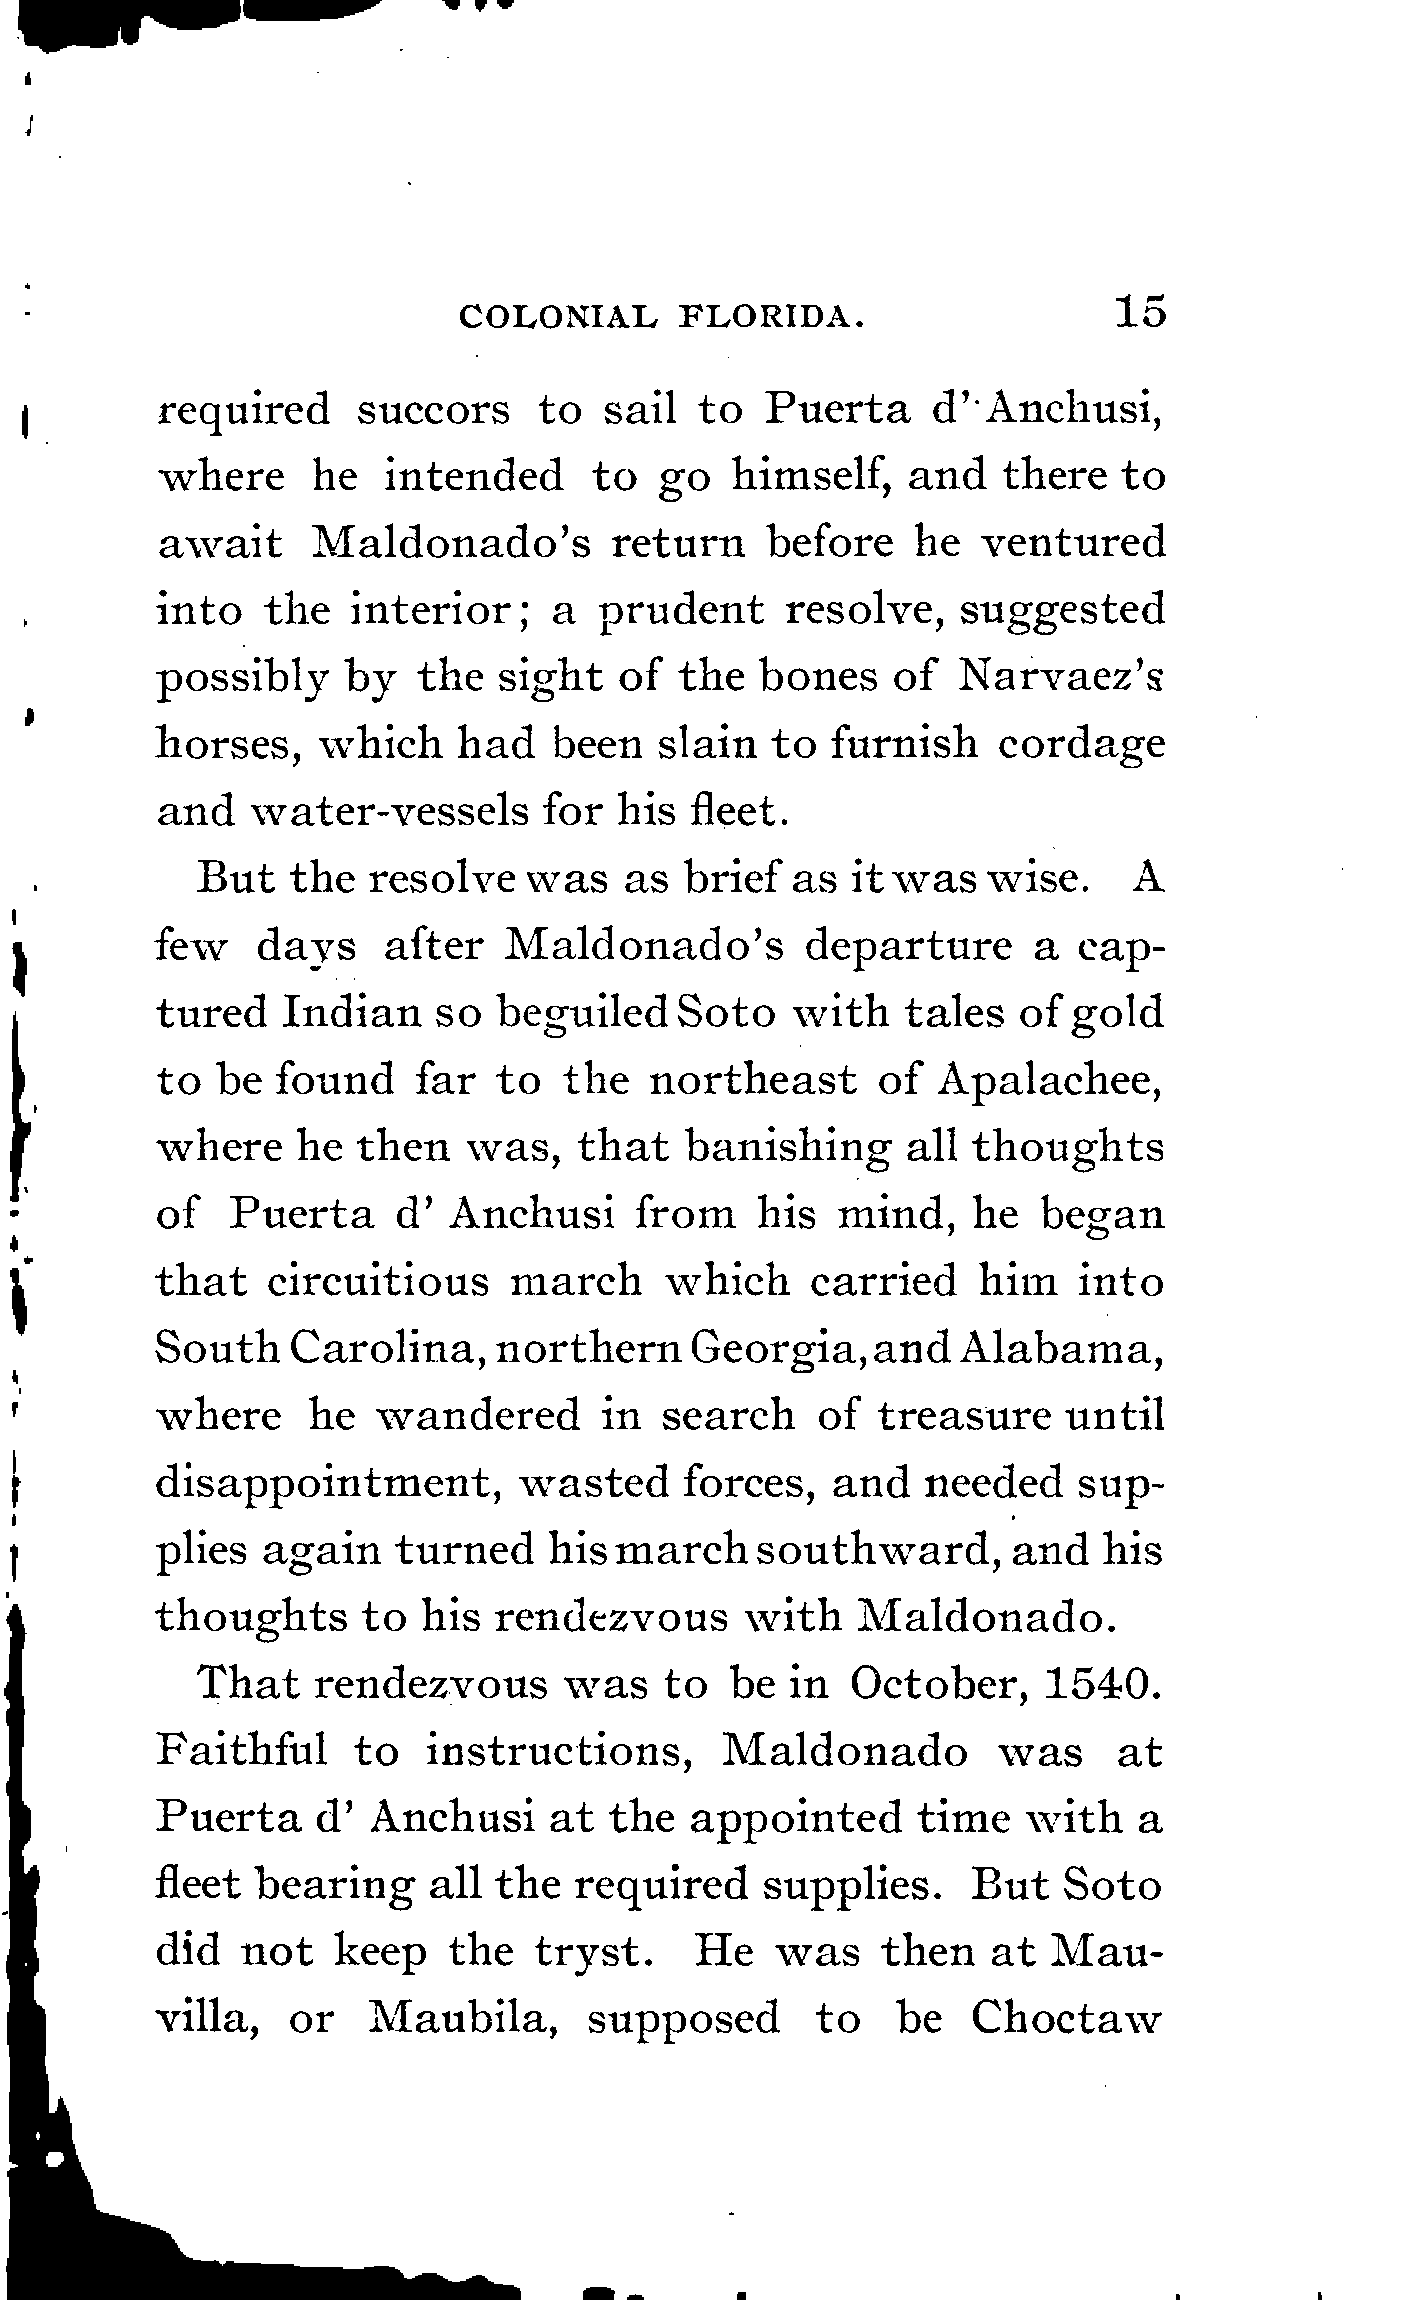 COLONIAL FLORIDA. 15
required succors to sail to Puerta d' Anchusi,
where he intended to go himself, and there to
await Maldonado's return before he ventured
into the interior; a prudent resolve, suggested
possibly by the sight of the bones of Narvaez's
horses, which had been slain to furnish cordage
and water-vessels for his fleet.
But the resolve was as brief as it was wise. A
few days after Maldonado's departure a cap-
tured Indian so beguiled Soto with tales of gold
to be found far to the northeast of Apalachee,
where he then was, that banishing all thoughts
of Puerta d' Anchusi from his mind, he began
that circuitious march which carried him into
South Carolina, northern Georgia, and Alabama,
where he wandered in search of treasure until
disappointment, wasted forces, and needed sup-
plies again turned his march southward, and his
thoughts to his rendezvous with Maldonado.
That rendezvous was to be in October, 1540.
Faithful to instructions, Maldonado was at
Puerta d' Anchusi at the appointed time with a
fleet bearing all the required supplies. But Soto
did not keep the tryst. He was then at Mau-
villa, or Maubila, supposed to be Choctaw